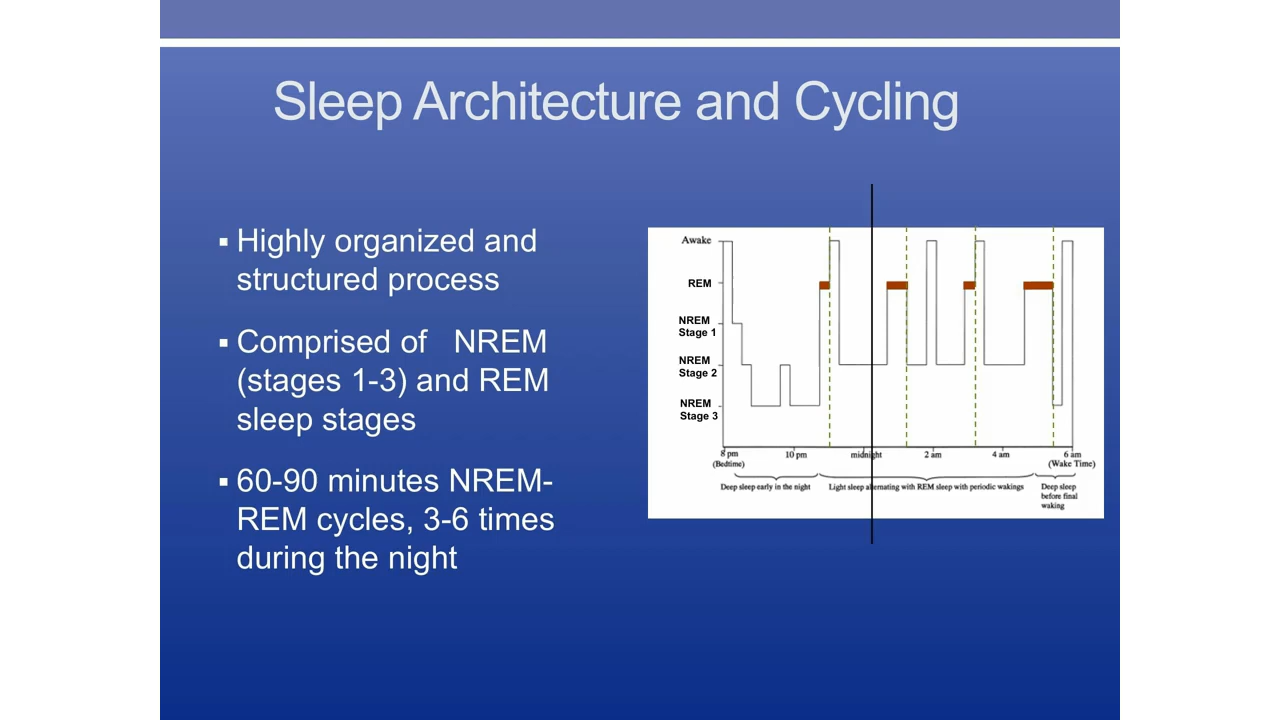 Sleep Architecture and Cycling
▪ Highly organized and
structured process
▪ Comprised of NREM
(stages 1-3) and REM
sleep stages
▪ 60-90 minutes NREM-
REM cycles, 3-6 times
during the night
Awake
REM
NREM
Stage 1
NREM
Stage 2
NREM
Stage 3
8 pm
(Bedtime)
10 pm
midnight
2 am
4 am
6 am
(Wake Time)
Deep sleep early in the night
Light sleep alternating with REM sleep with periodic wakings
Deep sleep
before final
waking